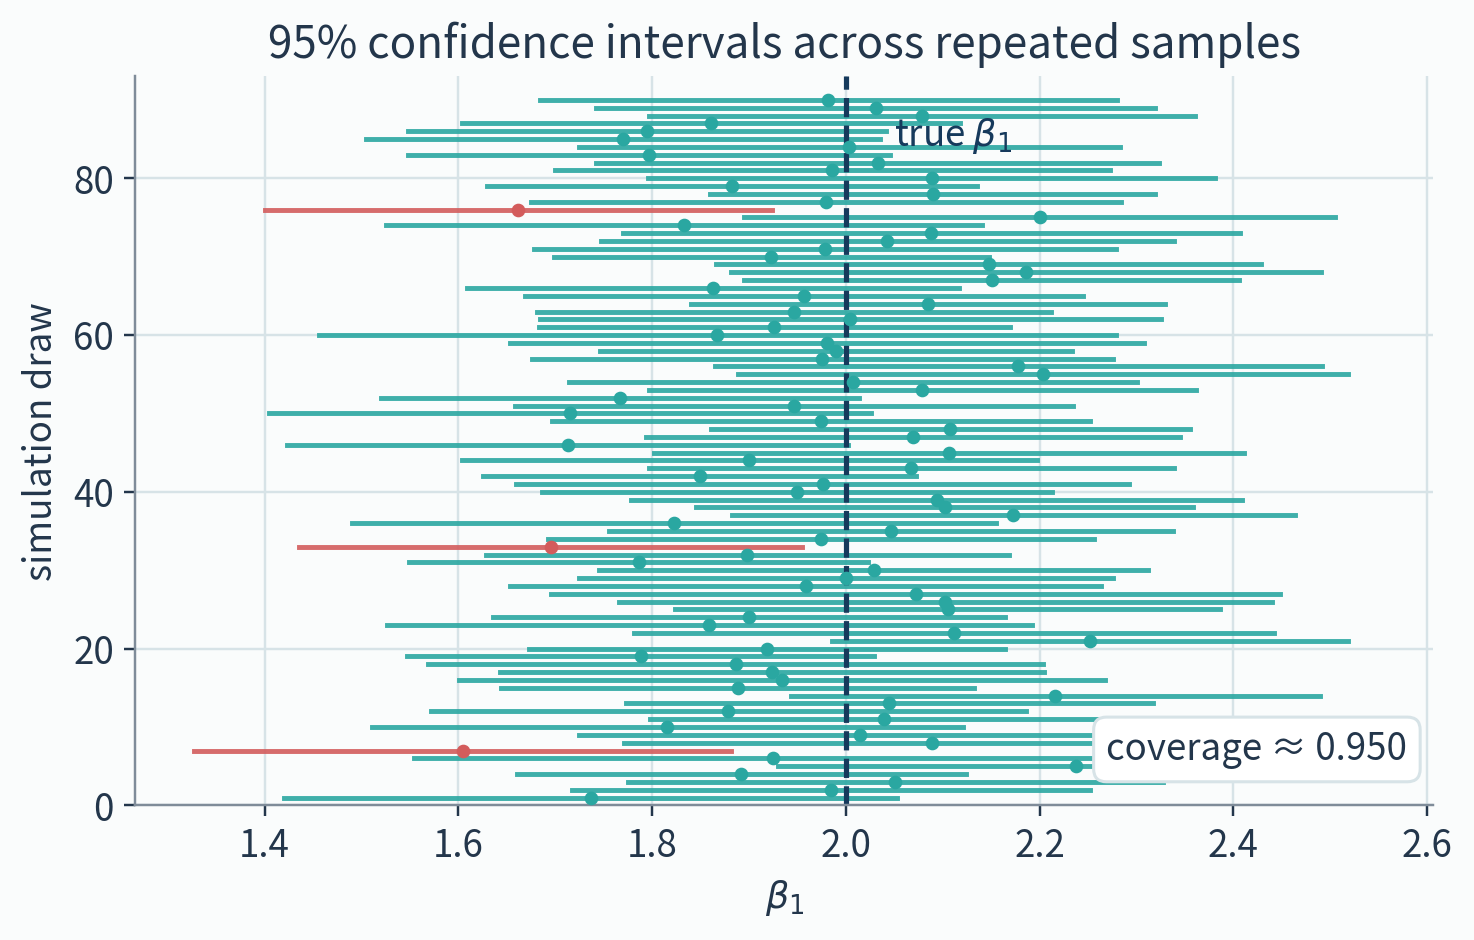 95% confidence intervals across repeated samples
true β₁
80
60
40
20
0
simulation draw
coverage ≈ 0.950
1.4
1.6
1.8
2.0
2.2
2.4
2.6
β₁